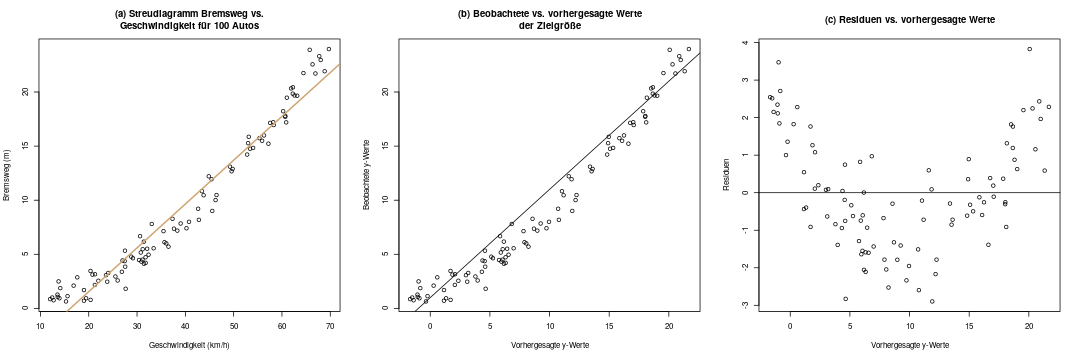 (a) Streudiagramm Bremsweg vs.
Geschwindigkeit für 100 Autos
Bremsweg (m)
20
15
10
5
0
10 20 30 40 50 60 70
Geschwindigkeit (km/h)
(b) Beobachtete vs. vorhergesagte Werte
der Zielgröße
Beobachtete y-Werte
20
15
10
5
0
0 5 10 15 20
Vorhergesagte y-Werte
(c) Residuen vs. vorhergesagte Werte
Residuen
4
3
2
1
0
-1
-2
-3
0 5 10 15 20
Vorhergesagte y-Werte